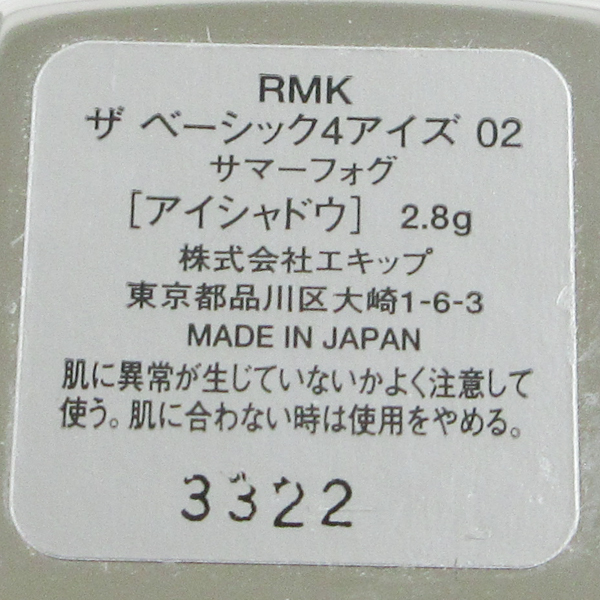 RMK
ザ ベーシック4アイズ 02
サマーフォグ
[アイシャドウ] 2.8g
株式会社エキップ
東京都品川区大崎1-6-3
MADE IN JAPAN
肌に異常が生じていないかよく注意して
使う。肌に合わない時は使用をやめる。
3322